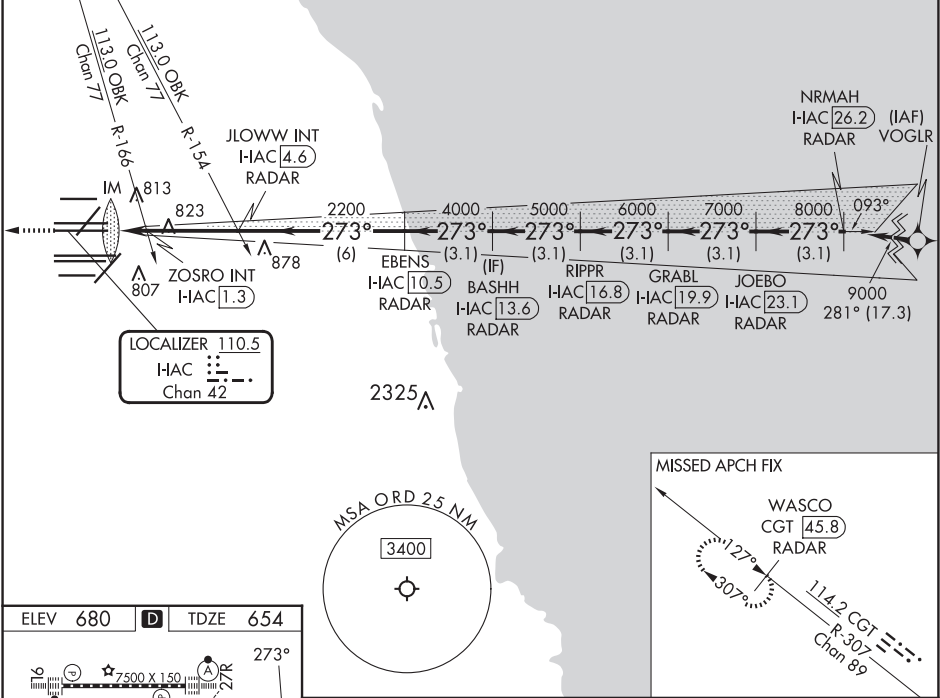 113.0 OBK
Chan 77
R-166
113.0 OBK
Chan 77
R-154
JLOWW INT
I-IAC 4.6
RADAR
NRMAH
I-IAC 26.2
RADAR
(IAF)
VOGLR
IM
813
823
878
807
ZOSRO INT
I-IAC 1.3
2200
273°
(6)
4000
273°
(3.1)
5000
273°
(3.1)
6000
273°
(3.1)
7000
273°
(3.1)
8000
273°
(3.1)
093°
EBENS
I-IAC 10.5
RADAR
(IF)
BASHH
I-IAC 13.6
RADAR
RIPPR
I-IAC 16.8
RADAR
GRABL
I-IAC 19.9
RADAR
JOEBO
I-IAC 23.1
RADAR
9000
281° (17.3)
LOCALIZER 110.5
I-IAC
Chan 42
2325
MSA ORD 25 NM
3400
MISSED APCH FIX
WASCO
CGT 45.8
RADAR
127°
307°
114.2 CGT
R-307
Chan 89
ELEV 680 D TDZE 654
273°
7500 X 150
P
A
27R